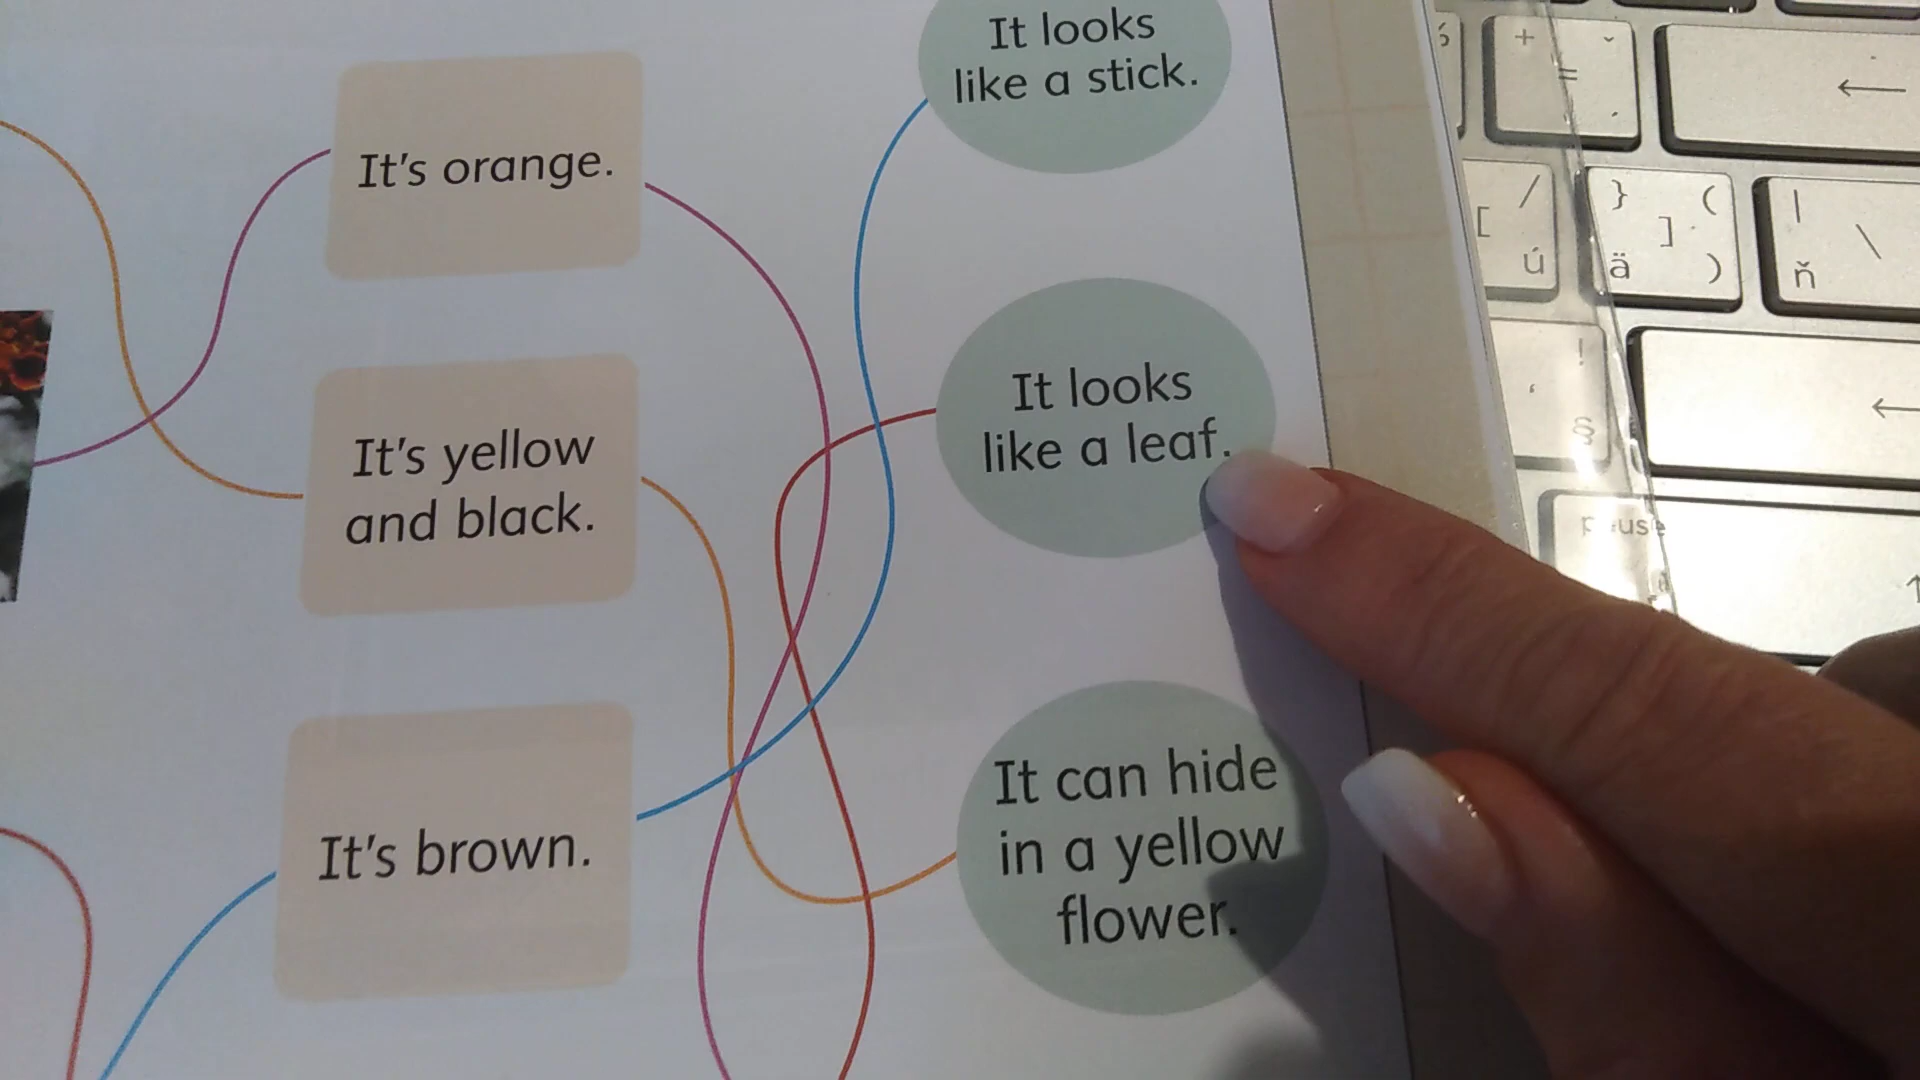 It looks
like a stick.
It's orange.
It looks
like a leaf.
It's yellow
and black.
It can hide
in a yellow
flower.
It's brown.
+ ˇ
=
/
[
ú
}
(
]
ä
)
|
\
ň
!
§